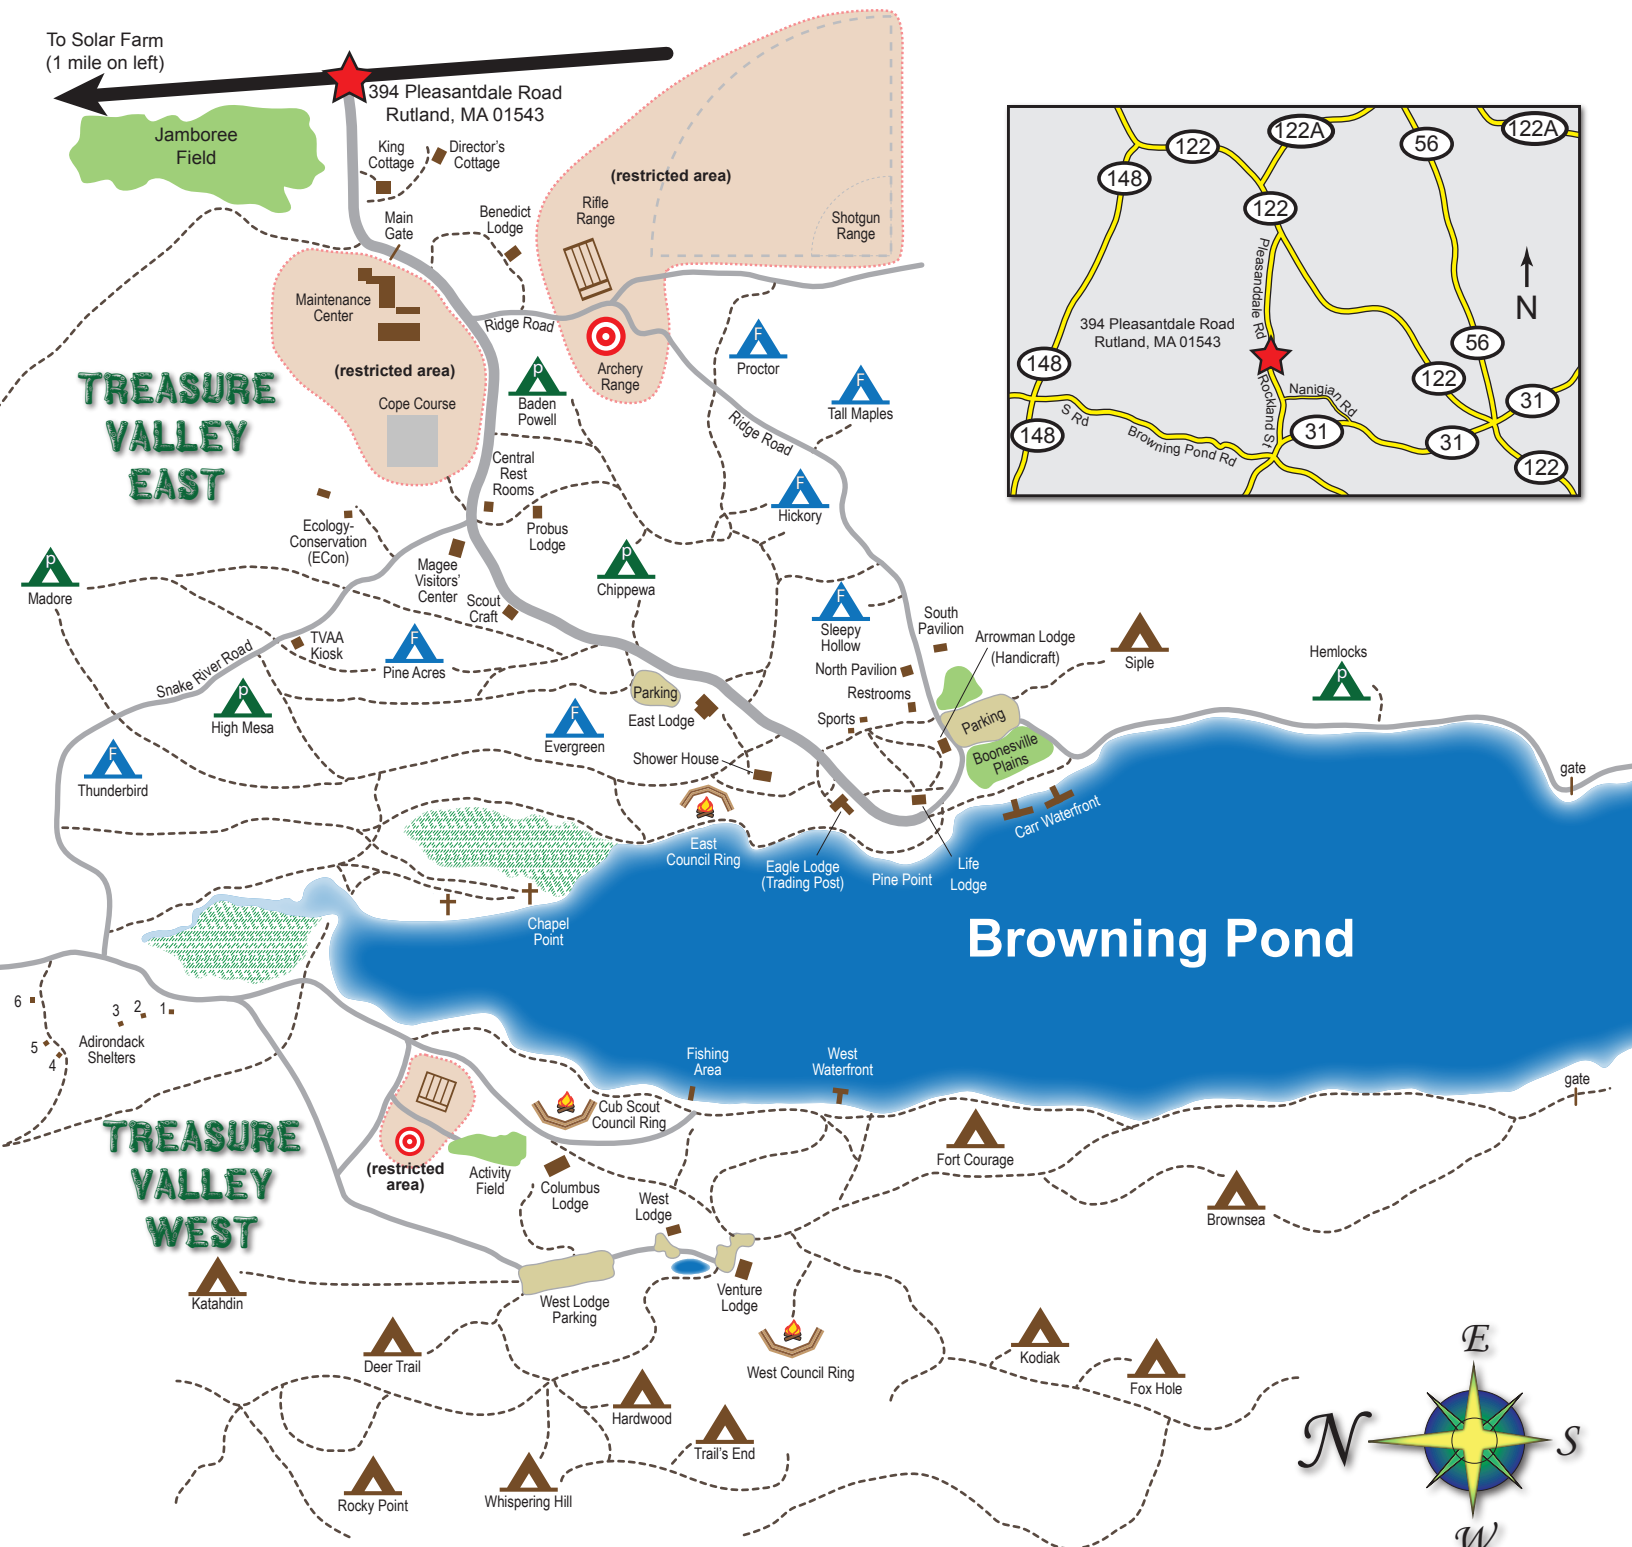 To Solar Farm
(1 mile on left)
394 Pleasantdale Road
Rutland, MA 01543
Jamboree
Field
King
Cottage
Director's
Cottage
Main
Gate
Benedict
Lodge
(restricted area)
Rifle
Range
Shotgun
Range
Maintenance
Center
(restricted area)
Cope Course
Ridge Road
Archery
Range
F
Proctor
F
Tall Maples
Ridge Road
P
Baden
Powell
TREASURE
VALLEY
EAST
Central
Rest
Rooms
Probus
Lodge
F
Hickory
Ecology-
Conservation
(ECon)
Magee
Visitors'
Center
Scout
Craft
P
Chippewa
P
Madore
TVAA
Kiosk
F
Pine Acres
Snake River Road
P
High Mesa
F
Sleepy
Hollow
South
Pavilion
Arrowman Lodge
(Handicraft)
North Pavilion
Restrooms
Sports
Siple
Hemlocks
P
Parking
East Lodge
Parking
Boonesville
Plains
F
Evergreen
Shower House
F
Thunderbird
gate
Carr Waterfront
East
Council Ring
Eagle Lodge
(Trading Post)
Pine Point
Life
Lodge
Chapel
Point
Browning Pond
6
5
4
3
2
1
Adirondack
Shelters
Fishing
Area
West
Waterfront
gate
Cub Scout
Council Ring
TREASURE
VALLEY
WEST
(restricted
area)
Activity
Field
Columbus
Lodge
West
Lodge
Fort Courage
Brownsea
Katahdin
West Lodge
Parking
Venture
Lodge
Deer Trail
West Council Ring
Kodiak
Fox Hole
Hardwood
Trail's End
Rocky Point
Whispering Hill
E
N
S
W
122
122A
56
122A
148
122
Pleasanddale Rd
N
394 Pleasantdale Road
Rutland, MA 01543
148
56
122
31
Nanigian Rd
Rockland St
S Rd
148
Browning Pond Rd
31
31
122